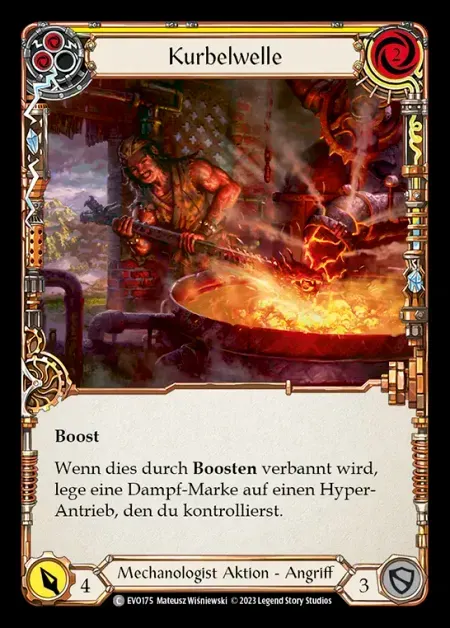 Kurbelwelle
2
Boost
Wenn dies durch Boosten verbannt wird,
lege eine Dampf-Marke auf einen Hyper-
Antrieb, den du kontrollierst.
4
Mechanologist Aktion - Angriff
3
C EVO175 Mateusz Wiśniewski © 2023 Legend Story Studios